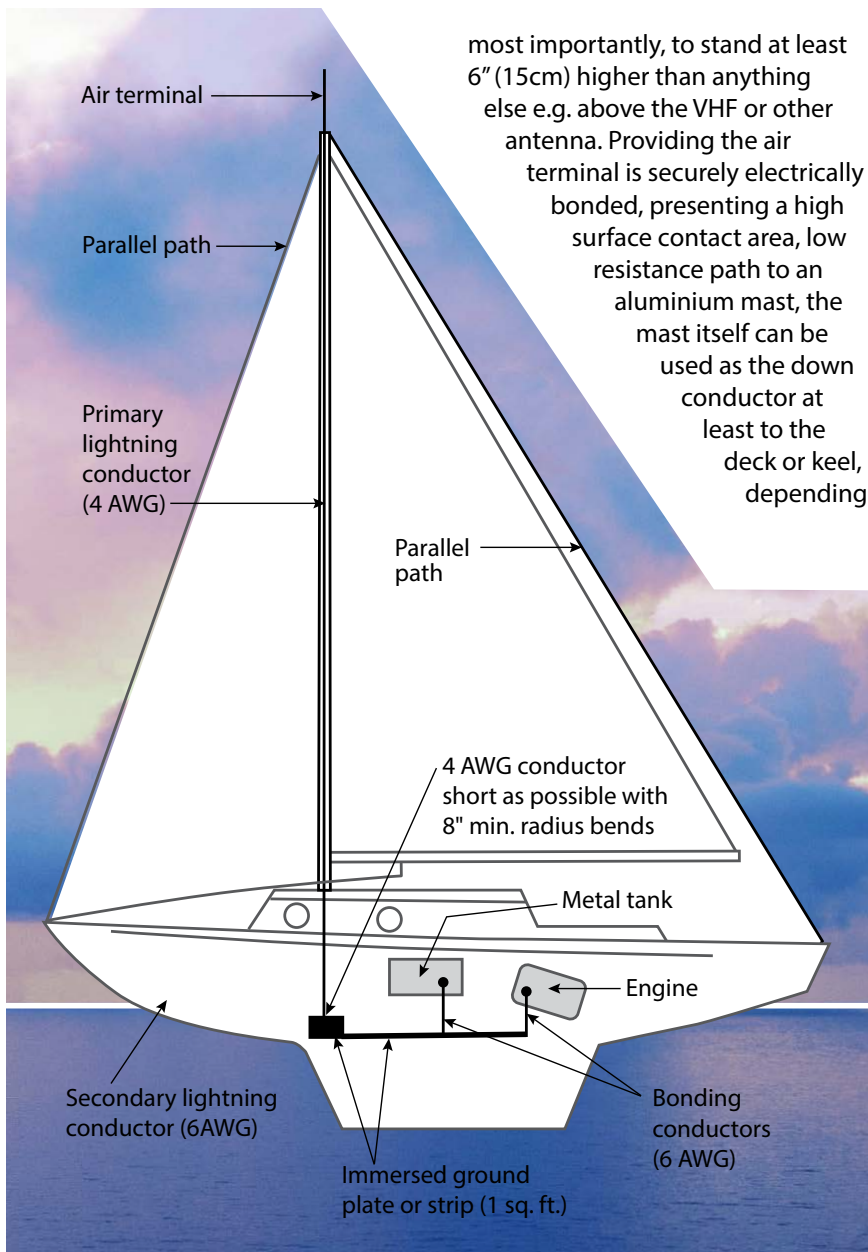 most importantly, to stand at least
6” (15cm) higher than anything
else e.g. above the VHF or other
antenna. Providing the air
terminal is securely electrically
bonded, presenting a high
surface contact area, low
resistance path to an
aluminium mast, the
mast itself can be
used as the down
conductor at
least to the
deck or keel,
depending
Air terminal
Parallel path
Primary
lightning
conductor
(4 AWG)
Parallel
path
4 AWG conductor
short as possible with
8" min. radius bends
Metal tank
Engine
Secondary lightning
conductor (6AWG)
Bonding
conductors
(6 AWG)
Immersed ground
plate or strip (1 sq. ft.)